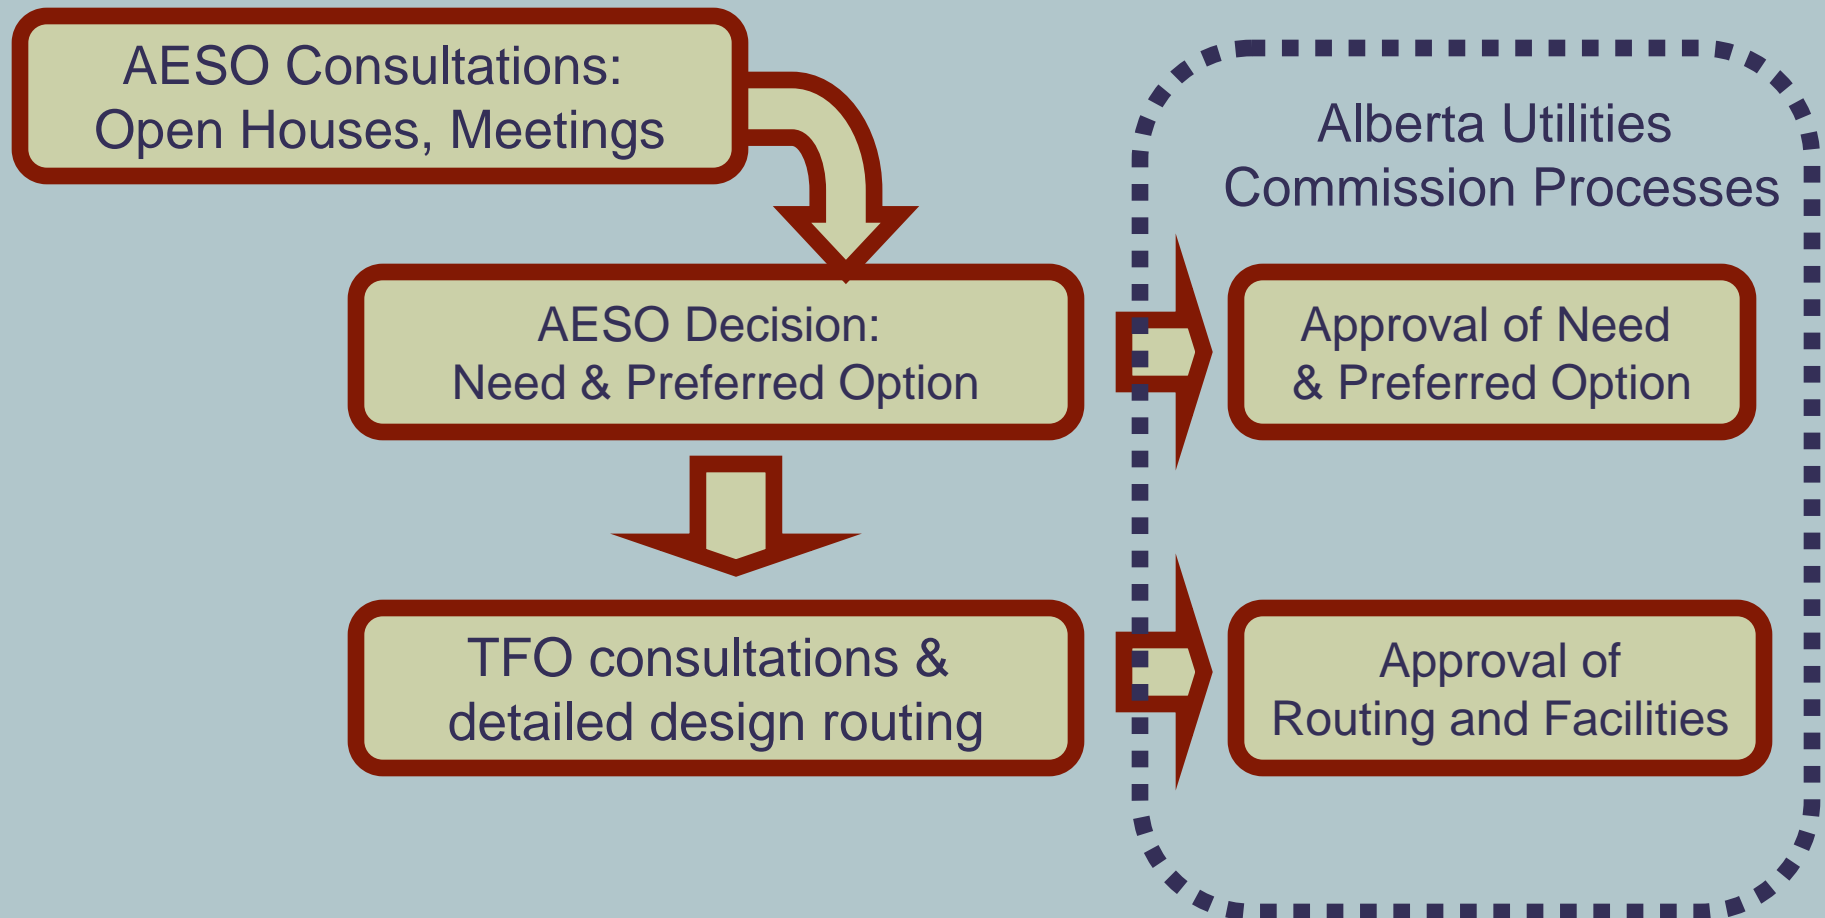 AESO Consultations:
Open Houses, Meetings
Alberta Utilities
Commission Processes
AESO Decision:
Need & Preferred Option
Approval of Need
& Preferred Option
TFO consultations &
detailed design routing
Approval of
Routing and Facilities